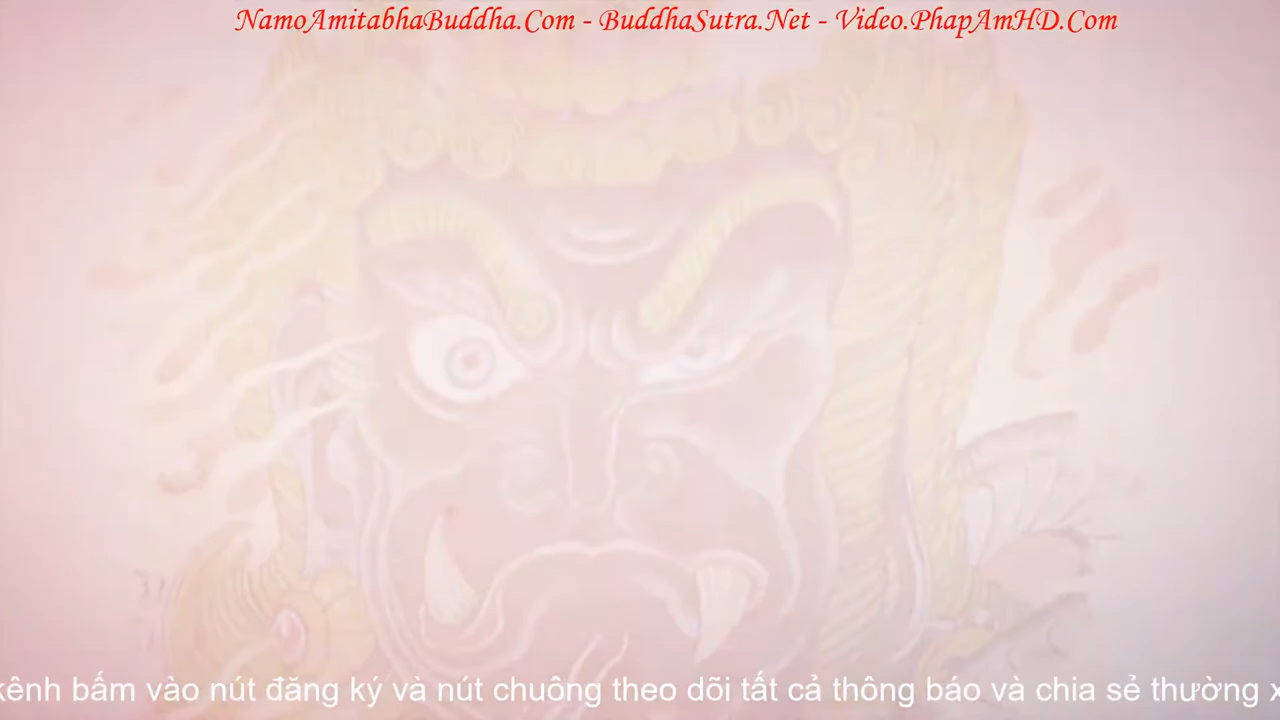 NamoAmitabhaBuddha.Com - BuddhaSutra.Net - Video.PhapAmHD.Com
kênh bấm vào nút đăng ký và nút chuông theo dõi tất cả thông báo và chia sẻ thường